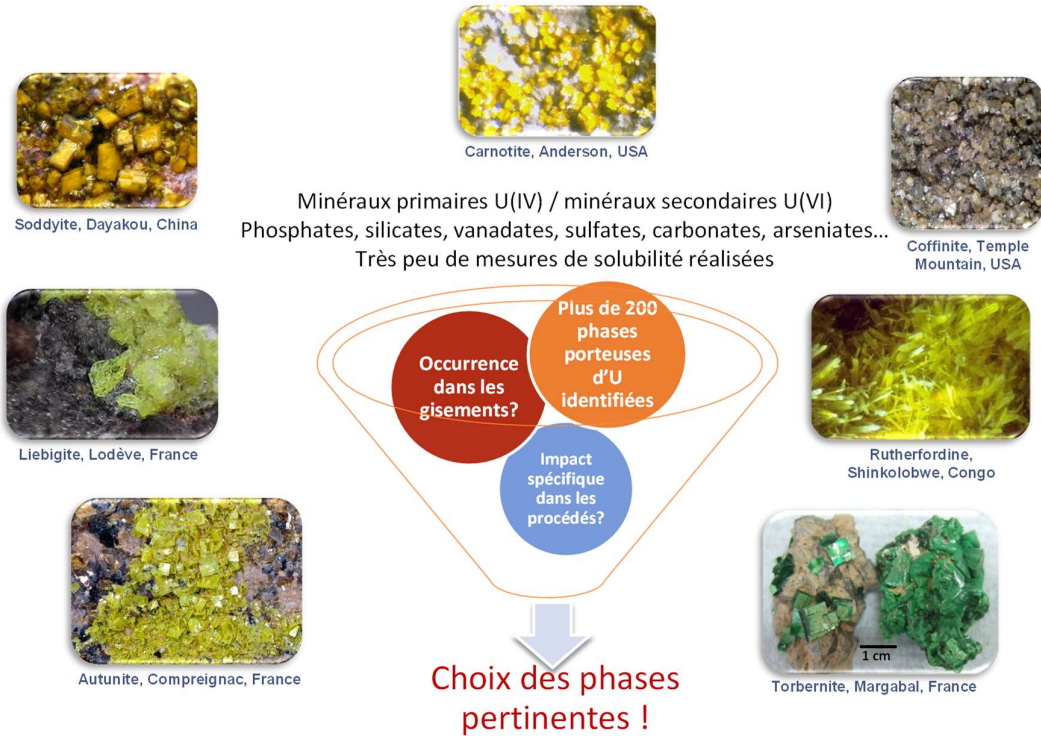 Carnotite, Anderson, USA
Soddyite, Dayakou, China
Minéraux primaires U(IV) / minéraux secondaires U(VI)
Phosphates, silicates, vanadates, sulfates, carbonates, arseniates...
Très peu de mesures de solubilité réalisées
Coffinite, Temple
Mountain, USA
Occurrence
dans les
gisements?
Plus de 200
phases
porteuses
d'U
identifiées
Impact
spécifique
dans les
procédés?
Liebigite, Lodève, France
Rutherfordine,
Shinkolobwe, Congo
Autunite, Compreignac, France
Choix des phases
pertinentes !
1 cm
Torbernite, Margabal, France